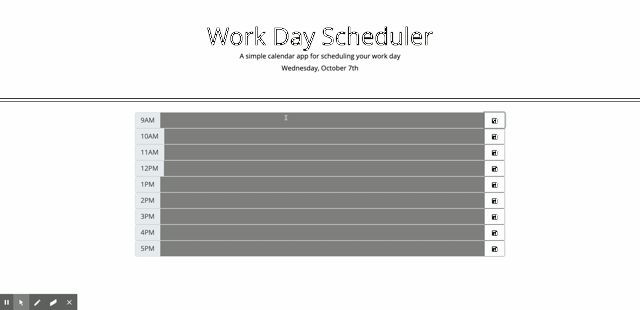 Work Day Scheduler
A simple calendar app for scheduling your work day
Wednesday, October 7th
9AM
10AM
11AM
12PM
1PM
2PM
3PM
4PM
5PM